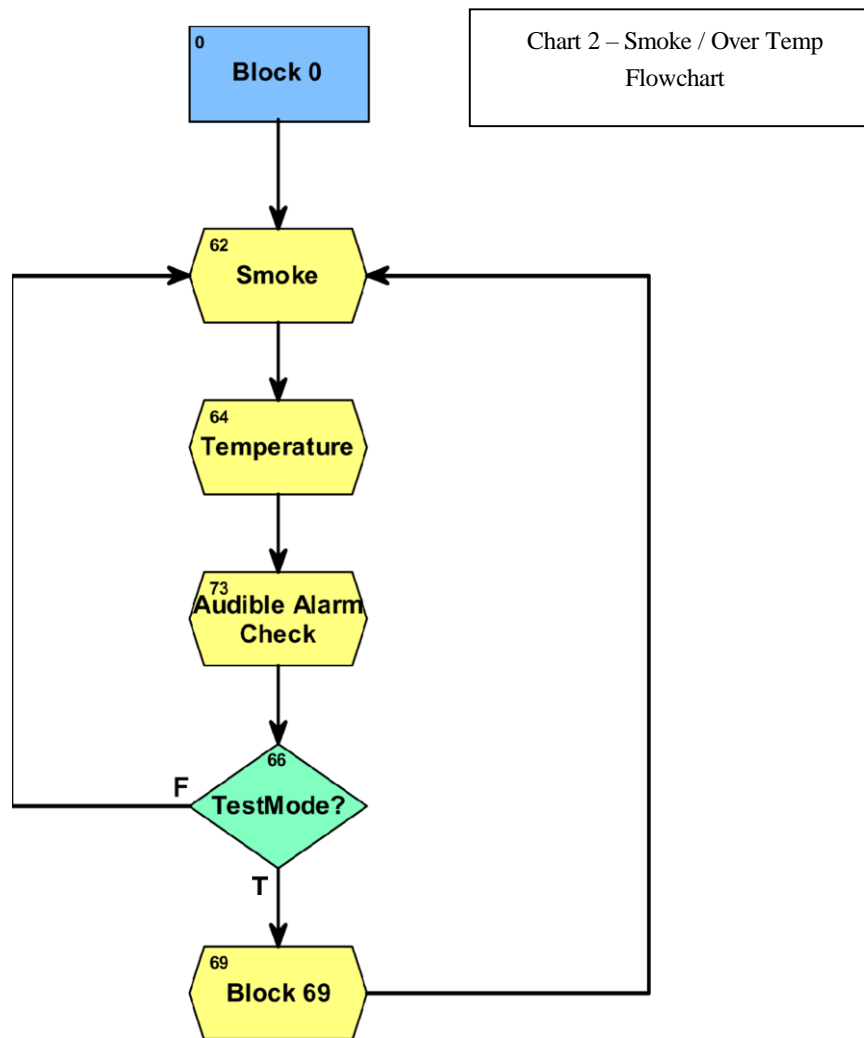 Chart 2 – Smoke / Over Temp
Flowchart
0
Block 0
62
Smoke
64
Temperature
73
Audible Alarm
Check
66
TestMode?
F
T
69
Block 69